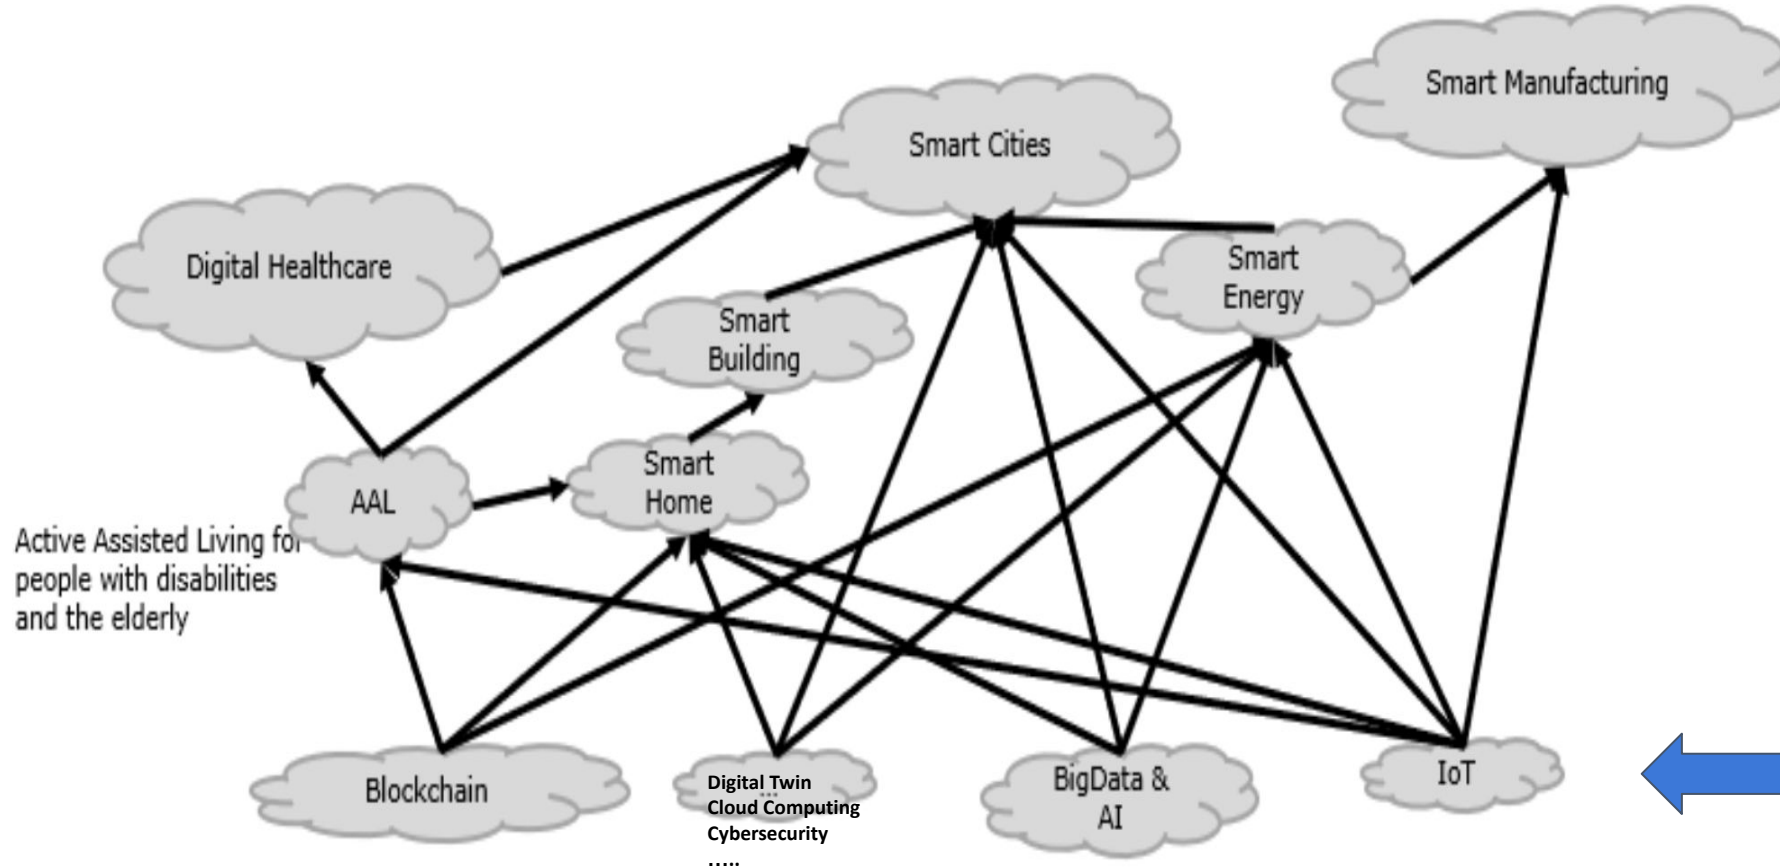 Smart Manufacturing
Smart Cities
Digital Healthcare
Smart
Energy
Smart
Building
Smart
Home
AAL
Active Assisted Living for
people with disabilities
and the elderly
Blockchain
Digital Twin
...
Cloud Computing
Cybersecurity
.....
BigData &
AI
IoT